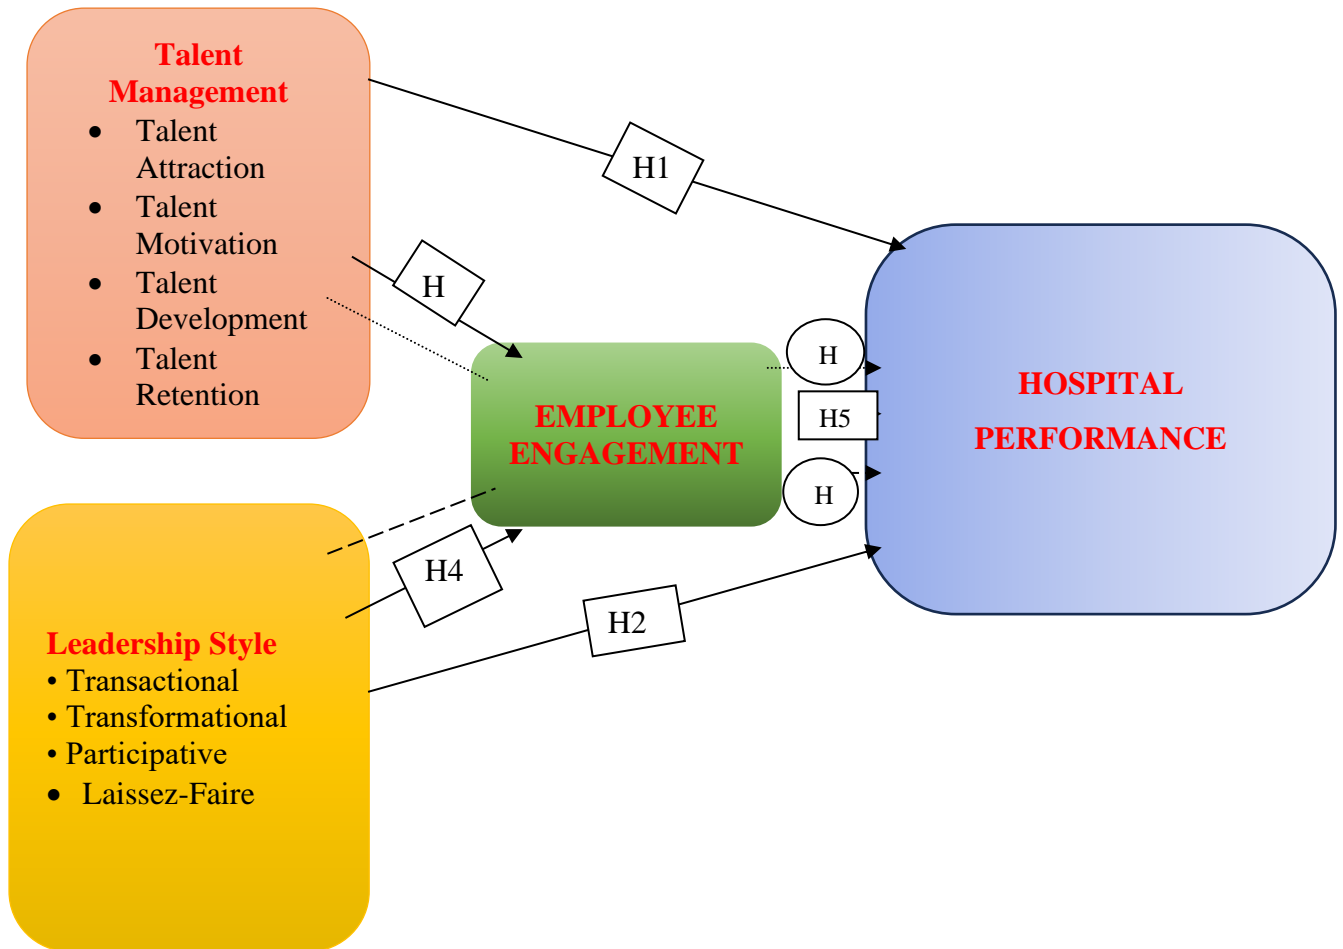 Talent
Management
• Talent
Attraction
• Talent
Motivation
• Talent
Development
• Talent
Retention
H1
H
H
EMPLOYEE
ENGAGEMENT
H5
H
HOSPITAL
PERFORMANCE
H4
H2
Leadership Style
• Transactional
• Transformational
• Participative
• Laissez-Faire